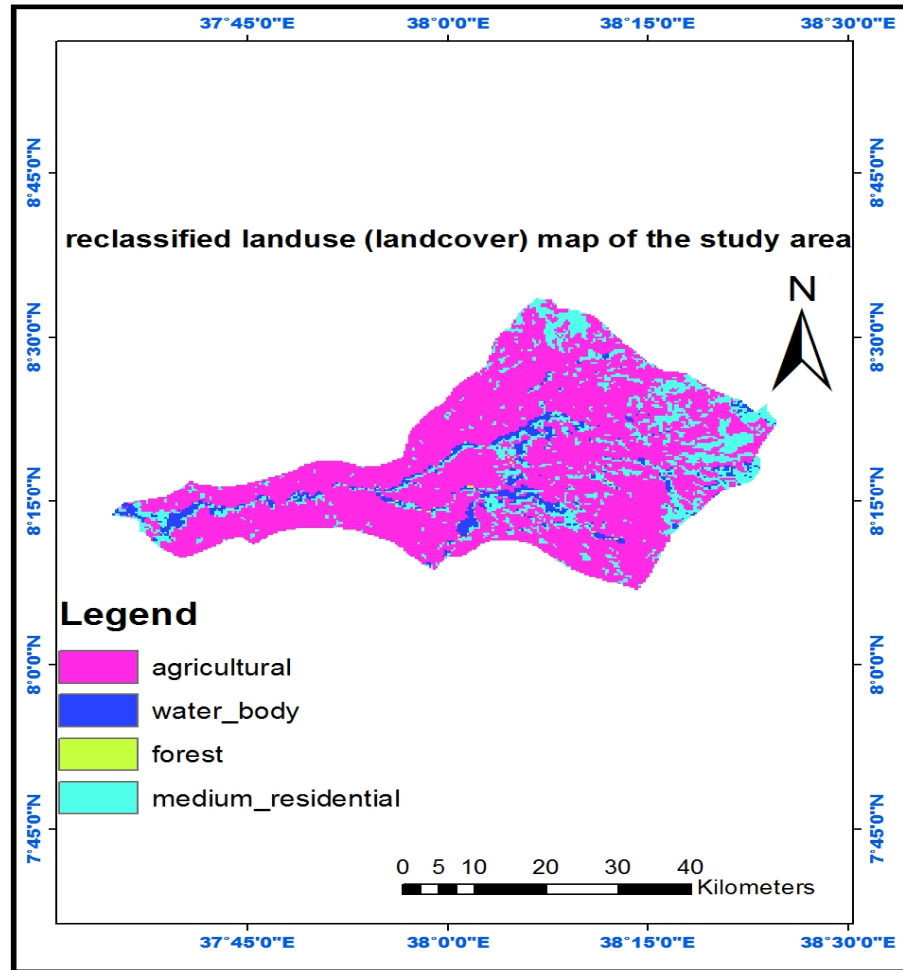 37°45'0"E 38°0'0"E 38°15'0"E 38°30'0"E
8°45'0"N 8°45'0"N
reclassified landuse (landcover) map of the study area
N
8°30'0"N 8°30'0"N
8°15'0"N 8°15'0"N
Legend
agricultural
8°0'0"N 8°0'0"N
water_body
forest
medium_residential
7°45'0"N 7°45'0"N
0 5 10 20 30 40
Kilometers
37°45'0"E 38°0'0"E 38°15'0"E 38°30'0"E